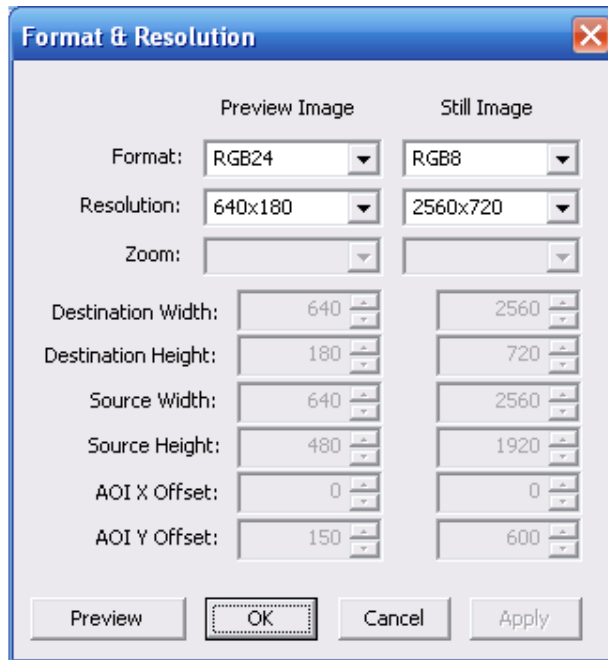 Format & Resolution
Preview Image Still Image
Format: RGB24 RGB8
Resolution: 640x180 2560x720
Zoom:
Destination Width: 640 2560
Destination Height: 180 720
Source Width: 640 2560
Source Height: 480 1920
AOI X Offset: 0 0
AOI Y Offset: 150 600
Preview OK Cancel Apply